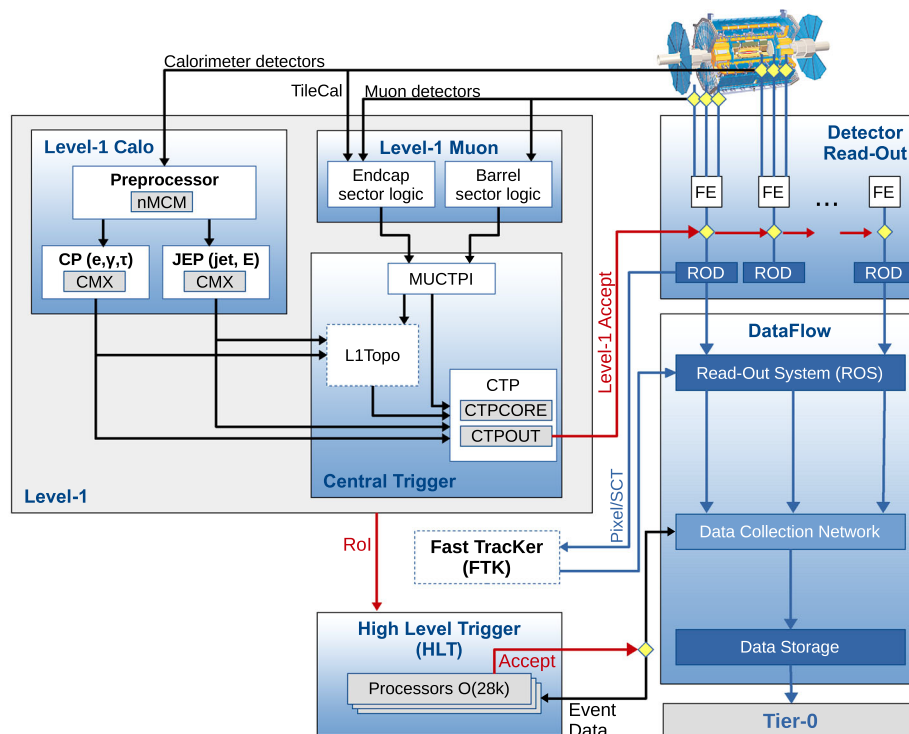 Calorimeter detectors
TileCal
Muon detectors
Level-1 Calo
Preprocessor
nMCM
CP (e,γ,τ)
CMX
JEP (jet, E)
CMX
Level-1 Muon
Endcap
sector logic
Barrel
sector logic
MUCTPI
L1Topo
CTP
CTPCORE
CTPOUT
Central Trigger
Level-1
Level-1 Accept
Detector
Read-Out
FE
FE
...
FE
ROD
ROD
ROD
DataFlow
Read-Out System (ROS)
Pixel/SCT
Data Collection Network
Data Storage
Tier-0
RoI
Fast TracKer
(FTK)
High Level Trigger
(HLT)
Accept
Processors O(28k)
Event
Data